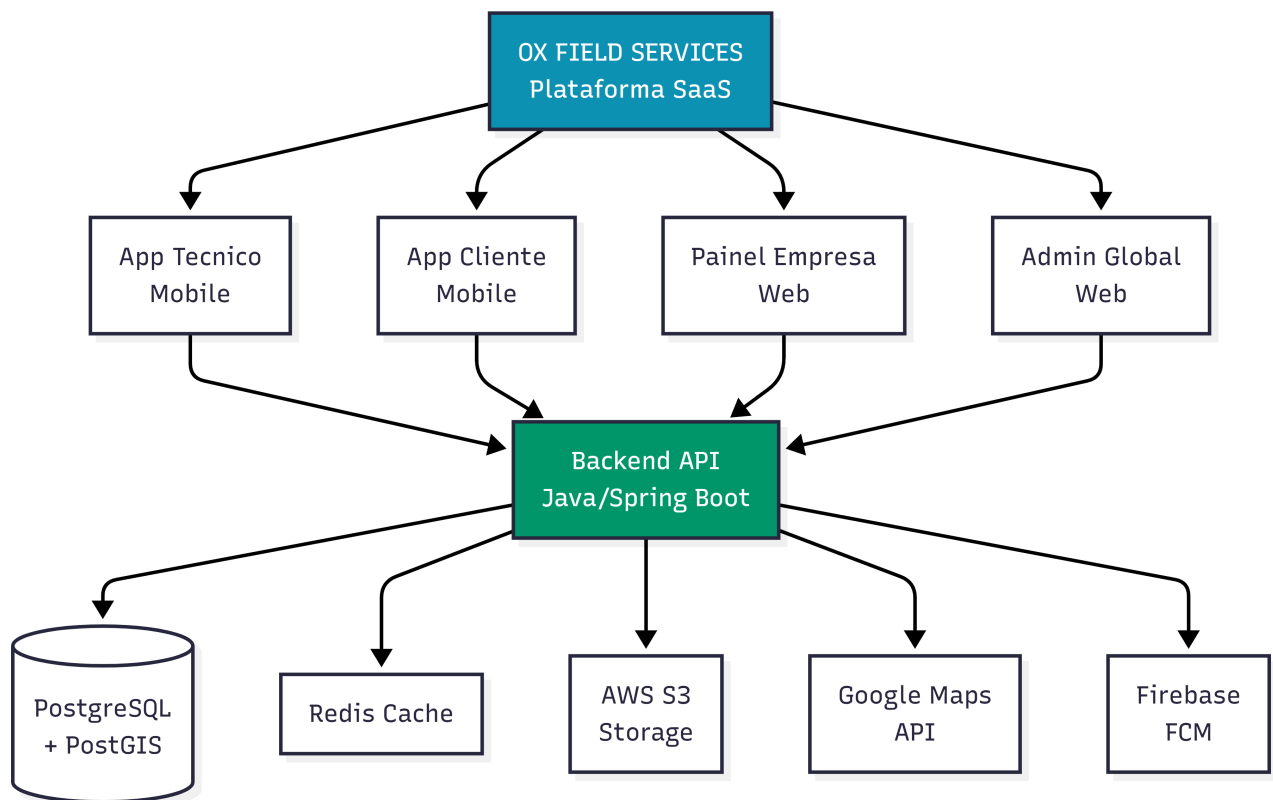 OX FIELD SERVICES
Plataforma SaaS
App Tecnico
Mobile
App Cliente
Mobile
Painel Empresa
Web
Admin Global
Web
Backend API
Java/Spring Boot
PostgreSQL
+ PostGIS
Redis Cache
AWS S3
Storage
Google Maps
API
Firebase
FCM